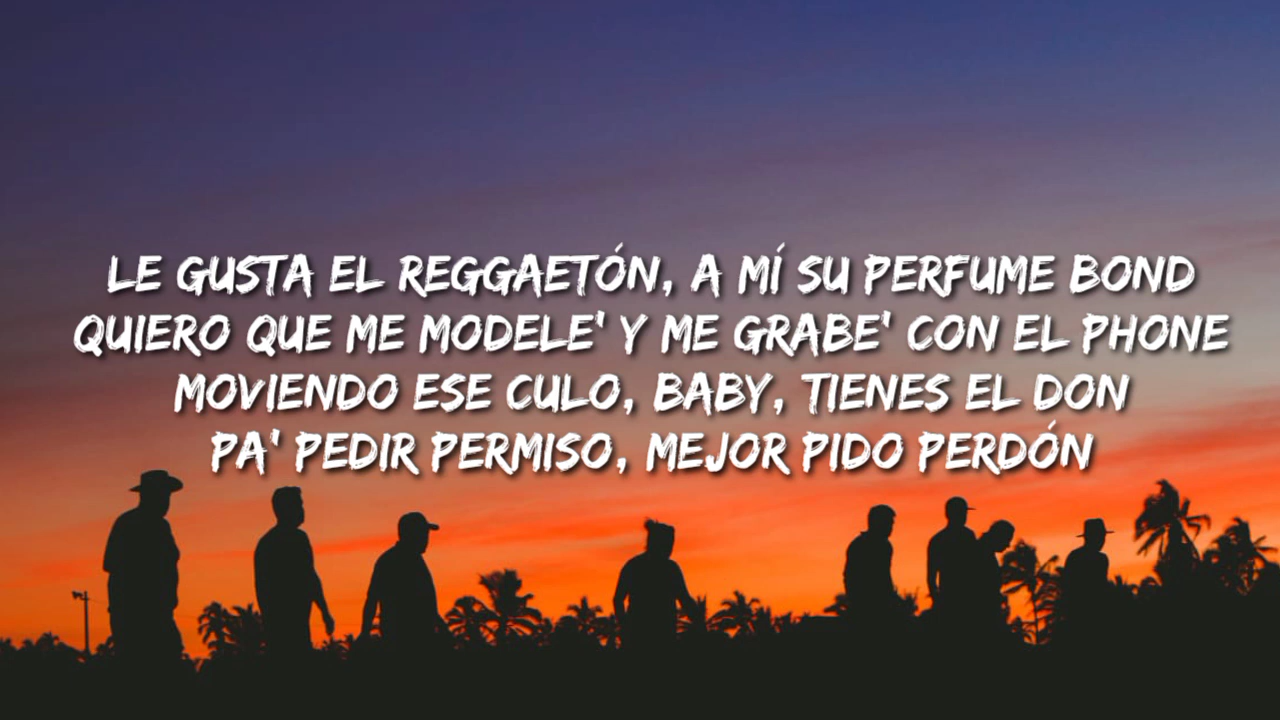 LE GUSTA EL REGGAETÓN, A MÍ SU PERFUME BOND
QUIERO QUE ME MODELE' Y ME GRABE' CON EL PHONE
MOVIENDO ESE CULO, BABY, TIENES EL DON
PA' PEDIR PERMISO, MEJOR PIDO PERDÓN